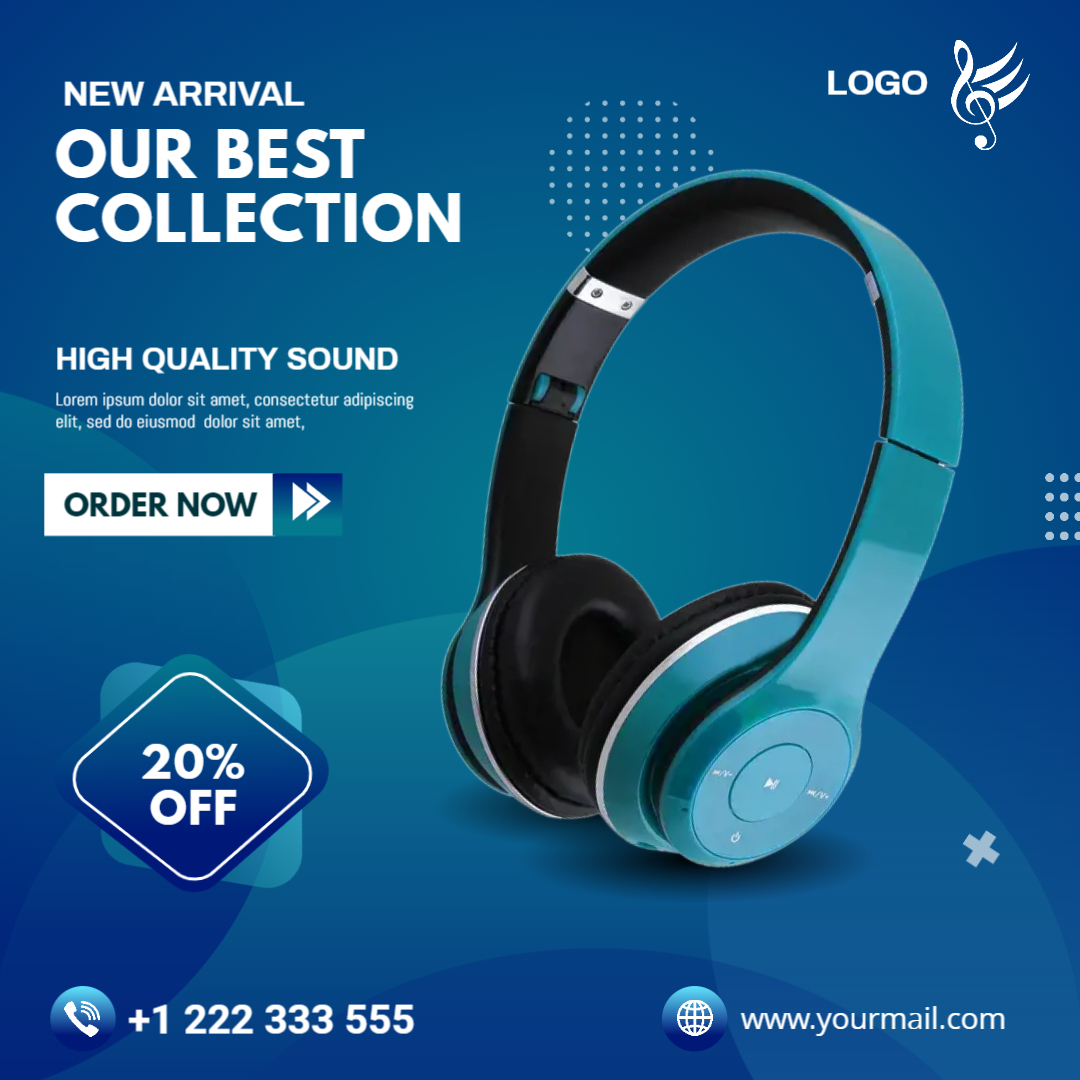 NEW ARRIVAL
LOGO
OUR BEST
COLLECTION
HIGH QUALITY SOUND
Lorem ipsum dolor sit amet, consectetur adipiscing
elit, sed do eiusmod  dolor sit amet,
ORDER NOW
20%
OFF
+1 222 333 555
www.yourmail.com